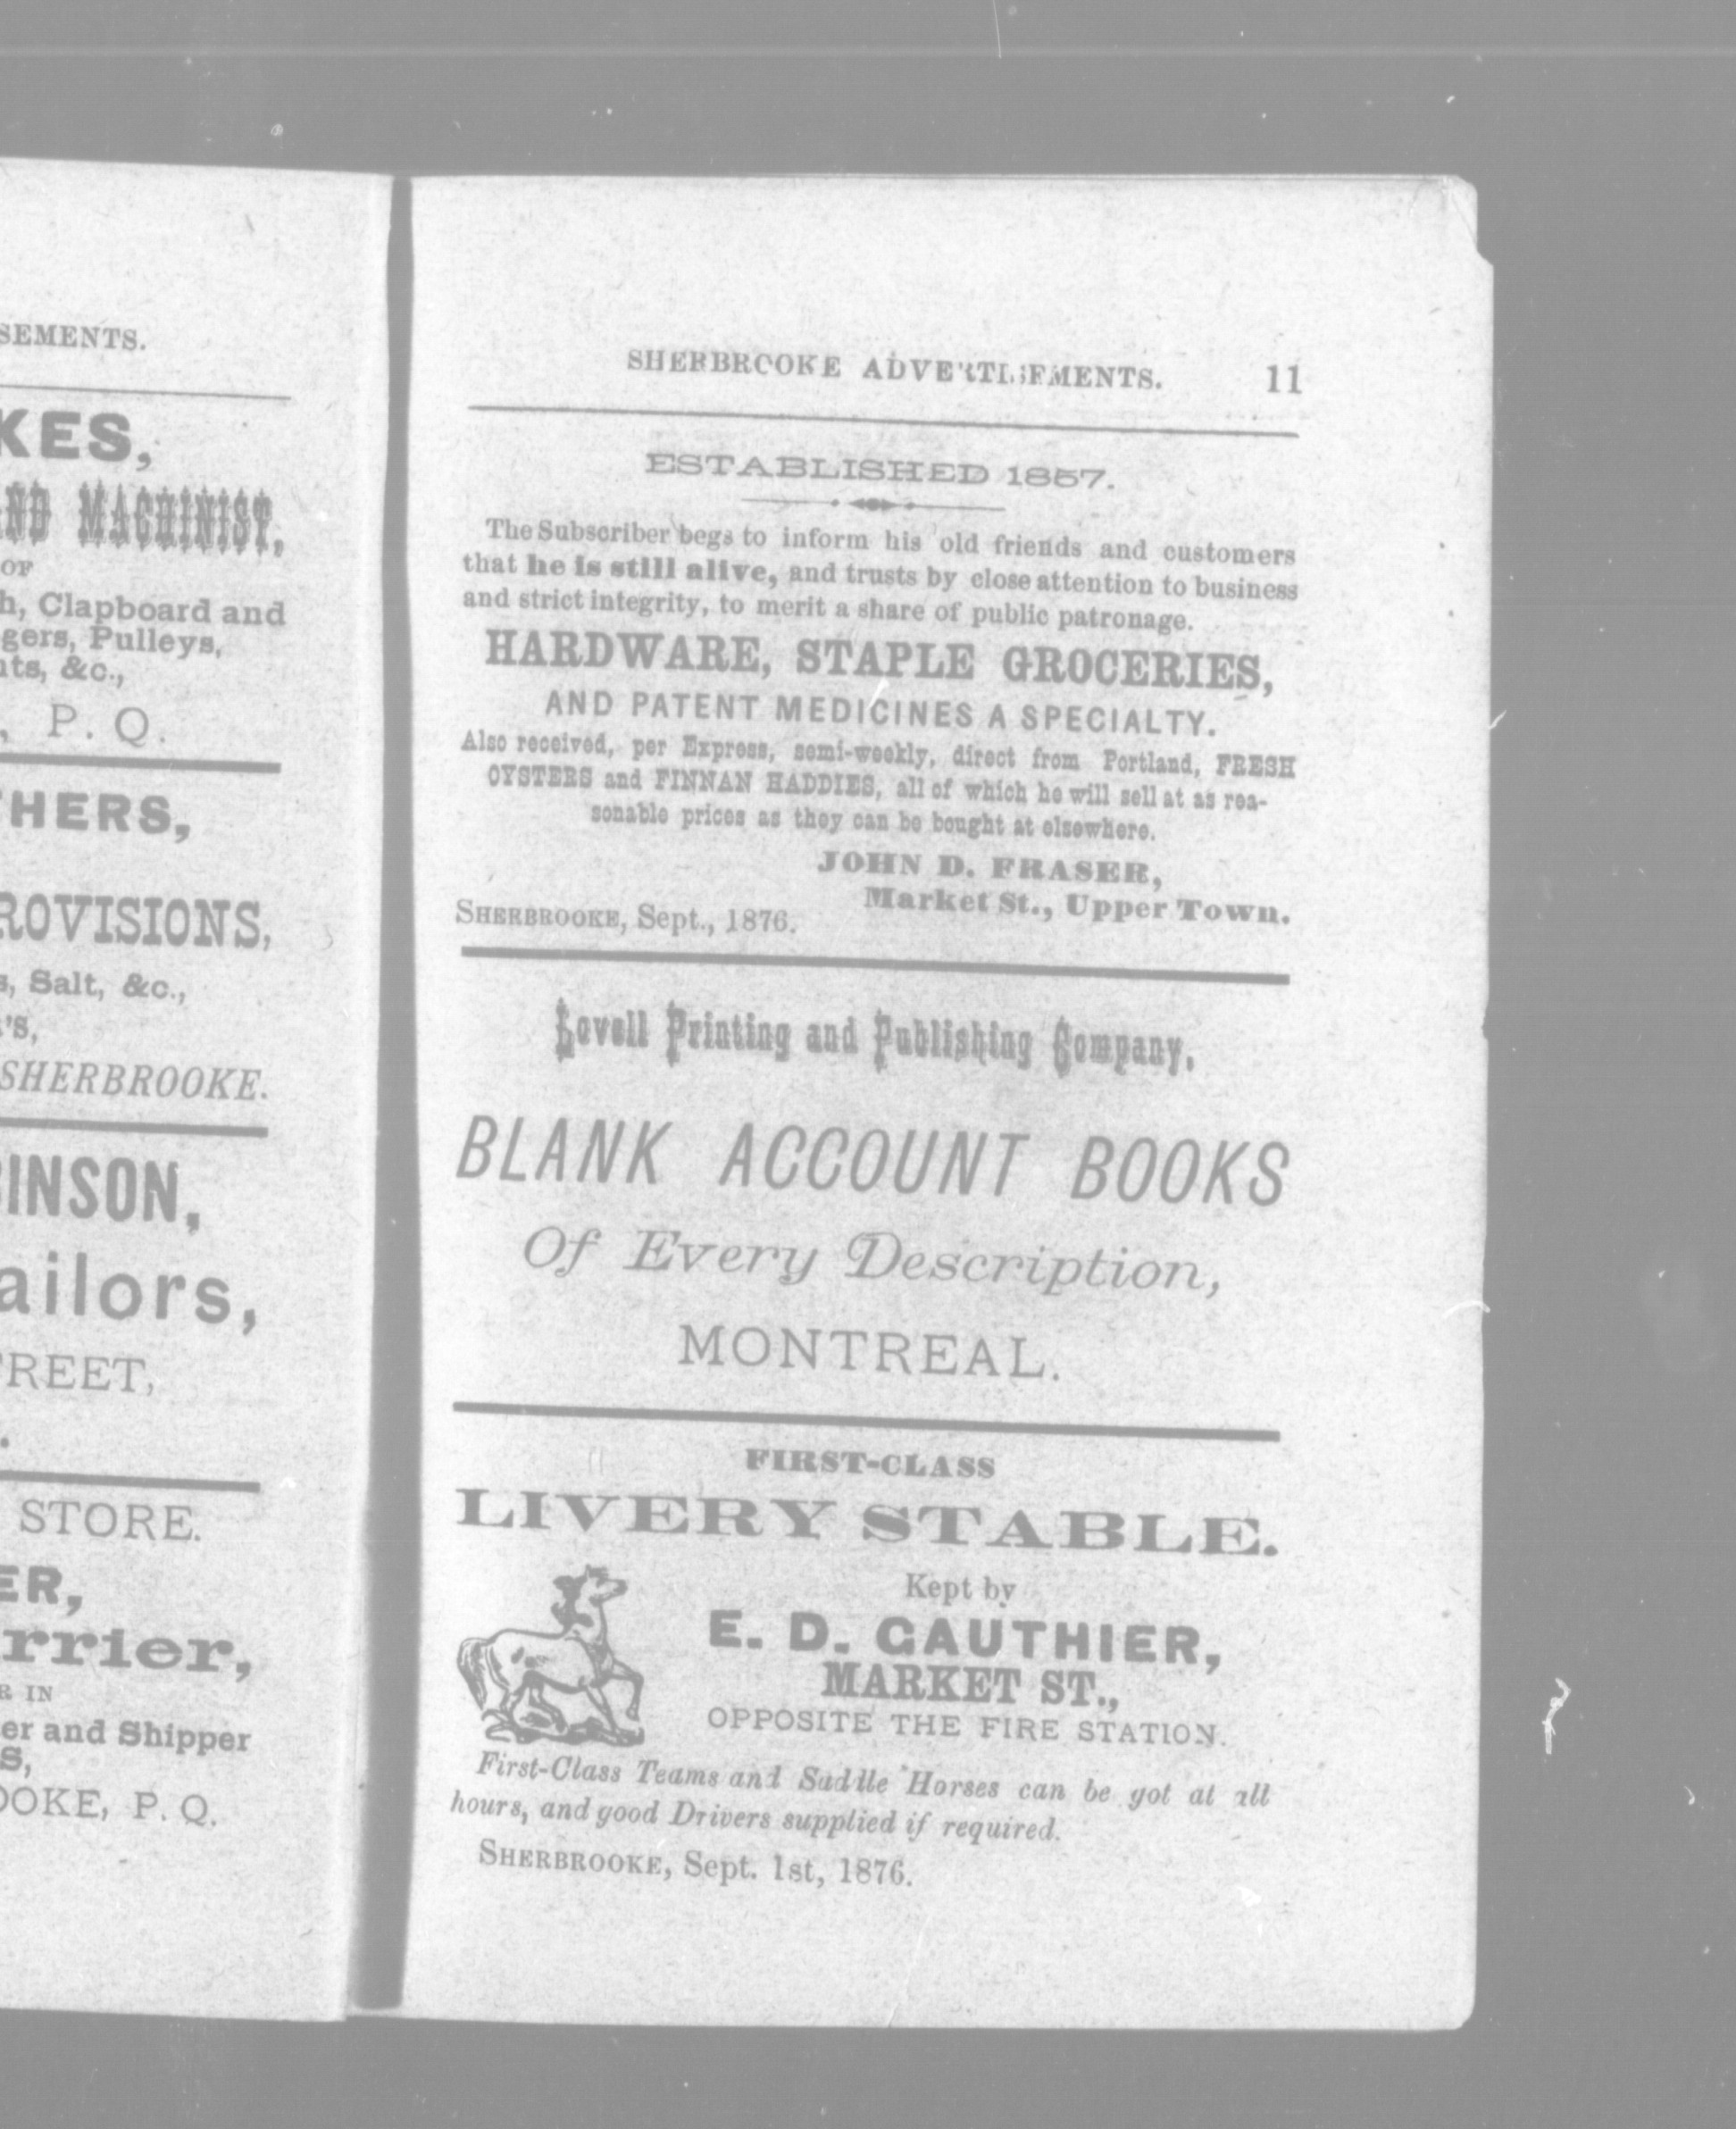 SEMENTS.
KES,
AND MACHINIST,
OF
h, Clapboard and
gers, Pulleys,
nts, &c.,
, P. Q.
THERS,
ROVISIONS,
s, Salt, &c.,
'S,
SHERBROOKE.
BINSON,
ailors,
TREET,
STORE.
ER,
rrier,
R IN
er and Shipper
S,
OOKE, P. Q.
SHERBROOKE ADVERTISEMENTS. 11
ESTABLISHED 1857.
The Subscriber begs to inform his old friends and customers
that he is still alive, and trusts by close attention to business
and strict integrity, to merit a share of public patronage.
HARDWARE, STAPLE GROCERIES,
AND PATENT MEDICINES A SPECIALTY.
Also received, per Express, semi-weekly, direct from Portland, FRESH
OYSTERS and FINNAN HADDIES, all of which he will sell at as rea-
sonable prices as they can be bought at elsewhere.
JOHN D. FRASER,
Market St., Upper Town.
SHERBROOKE, Sept., 1876.
Lovell Printing and Publishing Company,
BLANK ACCOUNT BOOKS
Of Every Description,
MONTREAL.
FIRST-CLASS
LIVERY STABLE.
Kept by
E. D. GAUTHIER,
MARKET ST.,
OPPOSITE THE FIRE STATION.
First-Class Teams and Saddle Horses can be got at all
hours, and good Drivers supplied if required.
SHERBROOKE, Sept. 1st, 1876.